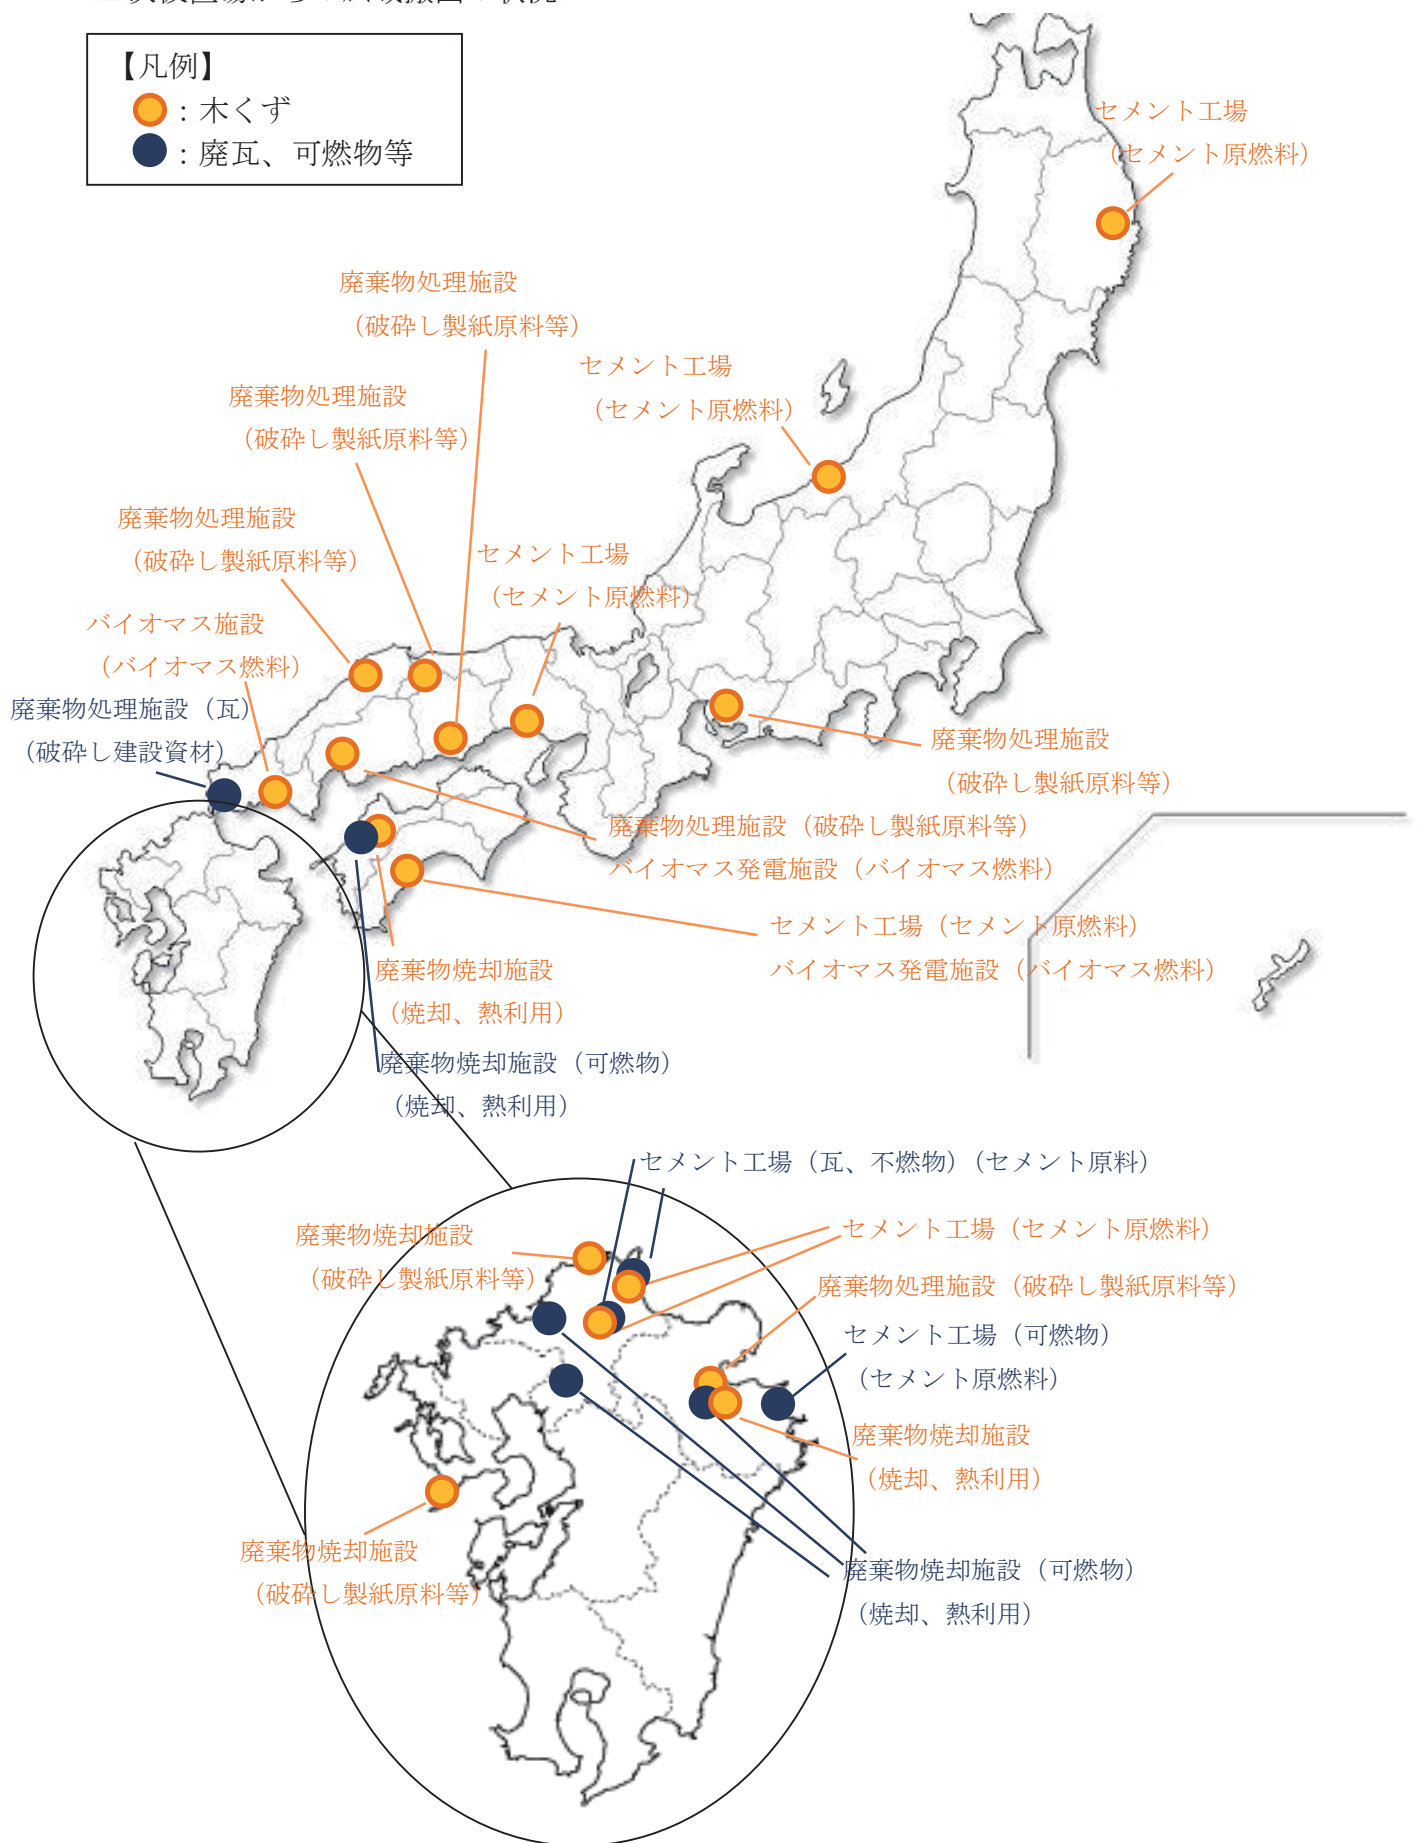 【凡例】
：木くず
：廃瓦、可燃物等
セメント工場
（セメント原燃料）
廃棄物処理施設
（破砕し製紙原料等）
セメント工場
（セメント原燃料）
廃棄物処理施設
（破砕し製紙原料等）
廃棄物処理施設
（破砕し製紙原料等）
セメント工場
（セメント原燃料）
バイオマス施設
（バイオマス燃料）
廃棄物処理施設（瓦）
（破砕し建設資材）
廃棄物処理施設
（破砕し製紙原料等）
廃棄物処理施設（破砕し製紙原料等）
バイオマス発電施設（バイオマス燃料）
セメント工場（セメント原燃料）
バイオマス発電施設（バイオマス燃料）
廃棄物焼却施設
（焼却、熱利用）
廃棄物焼却施設（可燃物）
（焼却、熱利用）
セメント工場（瓦、不燃物）（セメント原料）
廃棄物焼却施設
（破砕し製紙原料等）
セメント工場（セメント原燃料）
廃棄物処理施設（破砕し製紙原料等）
セメント工場（可燃物）
（セメント原燃料）
廃棄物焼却施設
（焼却、熱利用）
廃棄物焼却施設
（破砕し製紙原料等）
廃棄物焼却施設（可燃物）
（焼却、熱利用）